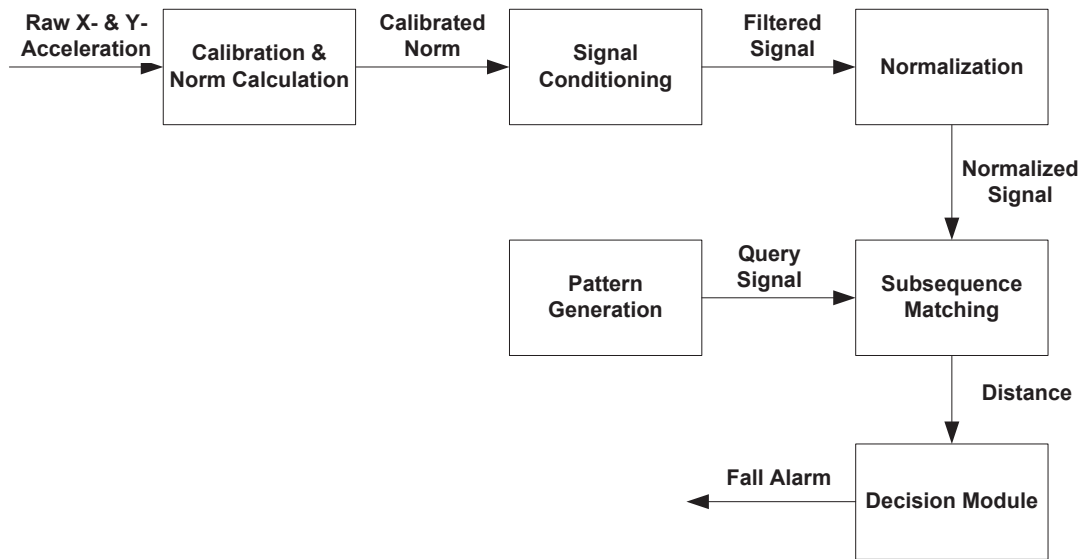 Raw X- & Y-
Acceleration
Calibration &
Norm Calculation
Calibrated
Norm
Signal
Conditioning
Filtered
Signal
Normalization
Normalized
Signal
Pattern
Generation
Query
Signal
Subsequence
Matching
Distance
Fall Alarm
Decision Module